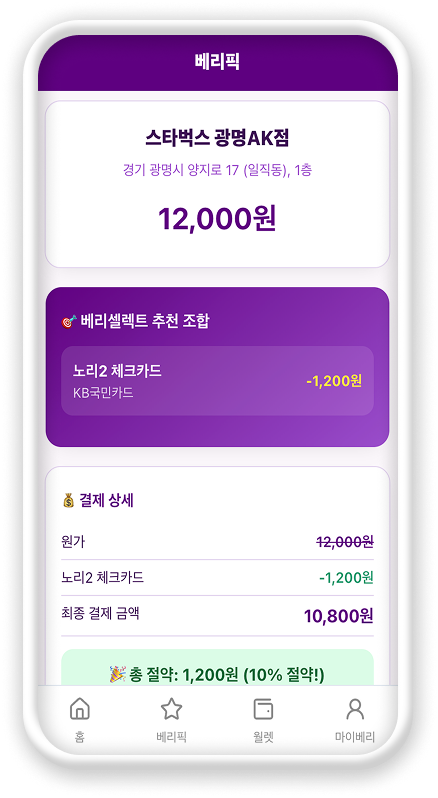 베리픽
스타벅스 광명AK점
경기 광명시 양지로 17 (일직동), 1층
12,000원
🎯 베리셀렉트 추천 조합
노리2 체크카드
KB국민카드
-1,200원
💰 결제 상세
원가 12,000원
노리2 체크카드 -1,200원
최종 결제 금액 10,800원
🎉 총 절약: 1,200원 (10% 절약!)
홈 베리픽 월렛 마이베리